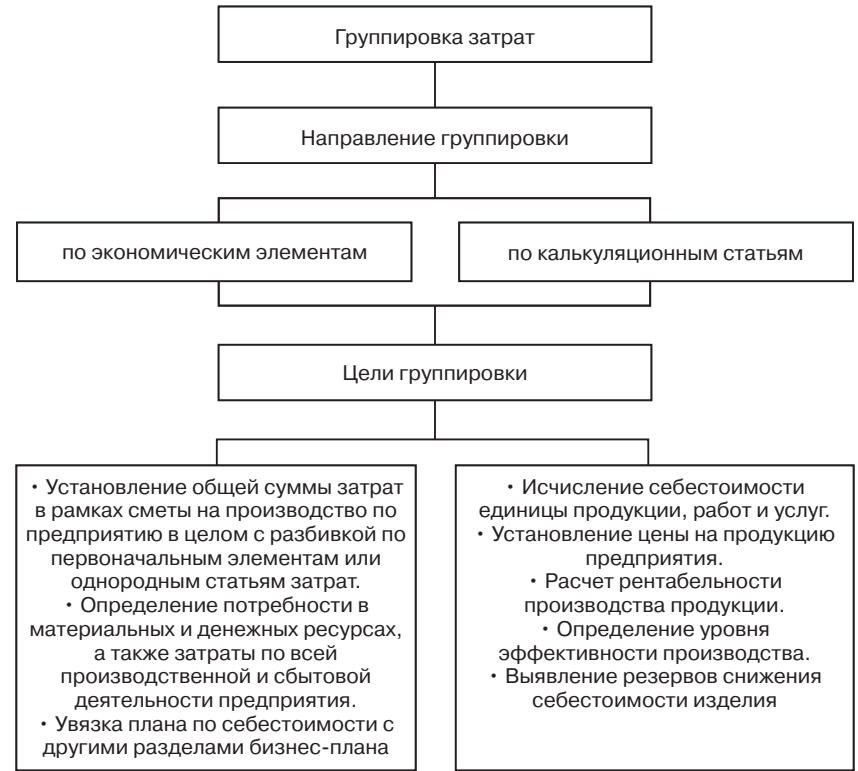 Группировка затрат
Направление группировки
по экономическим элементам
по калькуляционным статьям
Цели группировки
· Установление общей суммы затрат
в рамках сметы на производство по
предприятию в целом с разбивкой по
первоначальным элементам или
однородным статьям затрат.
· Определение потребности в
материальных и денежных ресурсах,
а также затраты по всей
производственной и сбытовой
деятельности предприятия.
· Увязка плана по себестоимости с
другими разделами бизнес-плана
· Исчисление себестоимости
единицы продукции, работ и услуг.
· Установление цены на продукцию
предприятия.
· Расчет рентабельности
производства продукции.
· Определение уровня
эффективности производства.
· Выявление резервов снижения
себестоимости изделия